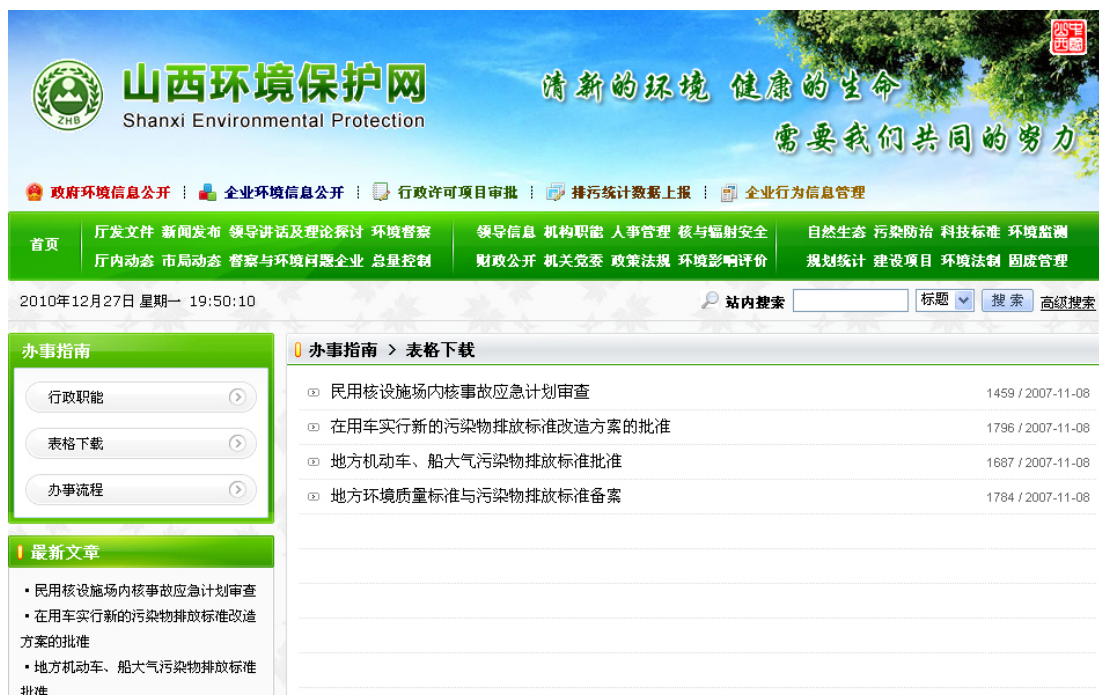 山西
中國
山西环境保护网
Shanxi Environmental Protection
ZHB
清新的环境 健康的生命
需要我们共同的努力
政府环境信息公开 企业环境信息公开 行政许可项目审批 排污统计数据上报 企业行为信息管理
首页
厅发文件 新闻发布 领导讲话及理论探讨 环境督察 领导信息 机构职能 人事管理 核与辐射安全 自然生态 污染防治 科技标准 环境监测
厅内动态 市局动态 督察与环境问题企业 总量控制 财政公开 机关党委 政策法规 环境影响评价 规划统计 建设项目 环境法制 固废管理
2010年12月27日 星期一 19:50:10
站内搜索 标题 搜索 高级搜索
办事指南
行政职能
表格下载
办事流程
办事指南 > 表格下载
民用核设施场内核事故应急计划审查 1459 / 2007-11-08
在用车实行新的污染物排放标准改造方案的批准 1796 / 2007-11-08
地方机动车、船大气污染物排放标准批准 1687 / 2007-11-08
地方环境质量标准与污染物排放标准备案 1784 / 2007-11-08
最新文章
·民用核设施场内核事故应急计划审查
·在用车实行新的污染物排放标准改造
方案的批准
·地方机动车、船大气污染物排放标准
批准